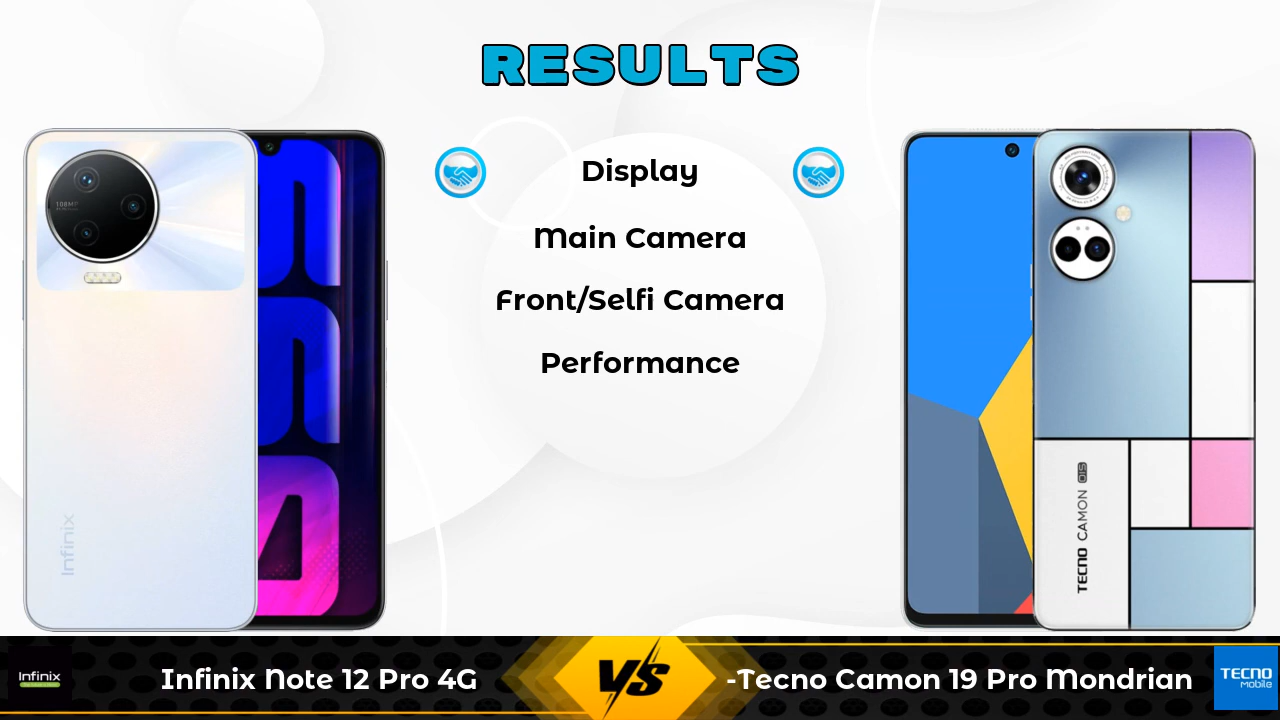 RESULTS
Display
Main Camera
Front/Selfi Camera
Performance
108MP
Infinix
TECNO CAMON OIS
Infinix
Infinix Note 12 Pro 4G
VS
-Tecno Camon 19 Pro Mondrian
TECNO
mobile